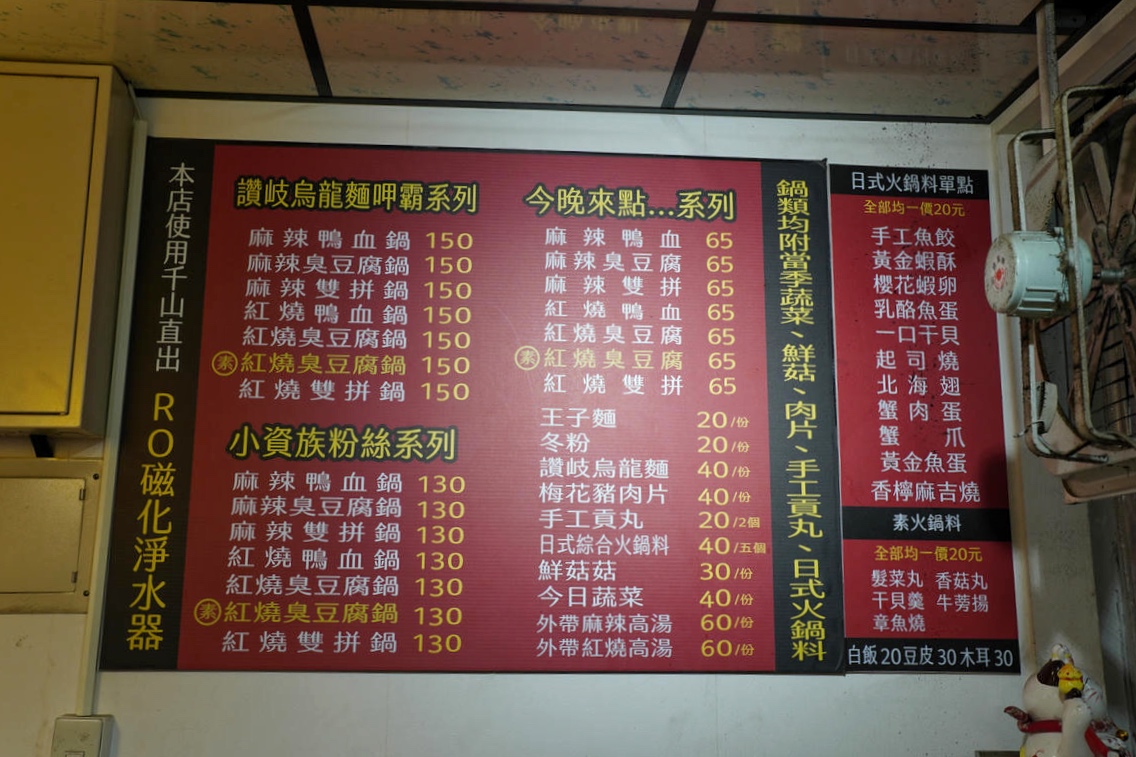 本店使用千山直出 RO磁化淨水器
讚岐烏龍麵呷霸系列
麻辣鴨血鍋 150
麻辣臭豆腐鍋 150
麻辣雙拼鍋 150
紅燒鴨血鍋 150
紅燒臭豆腐鍋 150
素 紅燒臭豆腐鍋 150
紅燒雙拼鍋 150
小資族粉絲系列
麻辣鴨血鍋 130
麻辣臭豆腐鍋 130
麻辣雙拼鍋 130
紅燒鴨血鍋 130
紅燒臭豆腐鍋 130
素 紅燒臭豆腐鍋 130
紅燒雙拼鍋 130
今晚來點...系列
麻辣鴨血 65
麻辣臭豆腐 65
麻辣雙拼 65
紅燒鴨血 65
紅燒臭豆腐 65
素 紅燒臭豆腐 65
紅燒雙拼 65
王子麵 20/份
冬粉 20/份
讚岐烏龍麵 40/份
梅花豬肉片 40/份
手工貢丸 20/2個
日式綜合火鍋料 40/五個
鮮菇菇 30/份
今日蔬菜 40/份
外帶麻辣高湯 60/份
外帶紅燒高湯 60/份
鍋類均附當季蔬菜、鮮菇、肉片、手工貢丸、日式火鍋料
日式火鍋料單點
全部均一價20元
手工魚餃
黃金蝦酥
櫻花蝦卵
乳酪魚蛋
一口干貝
起司燒
北海翅
蟹肉蛋
蟹爪
黃金魚蛋
香檸麻吉燒
素火鍋料
全部均一價20元
髮菜丸 香菇丸
干貝羹 牛蒡揚
章魚燒
白飯20豆皮30木耳30